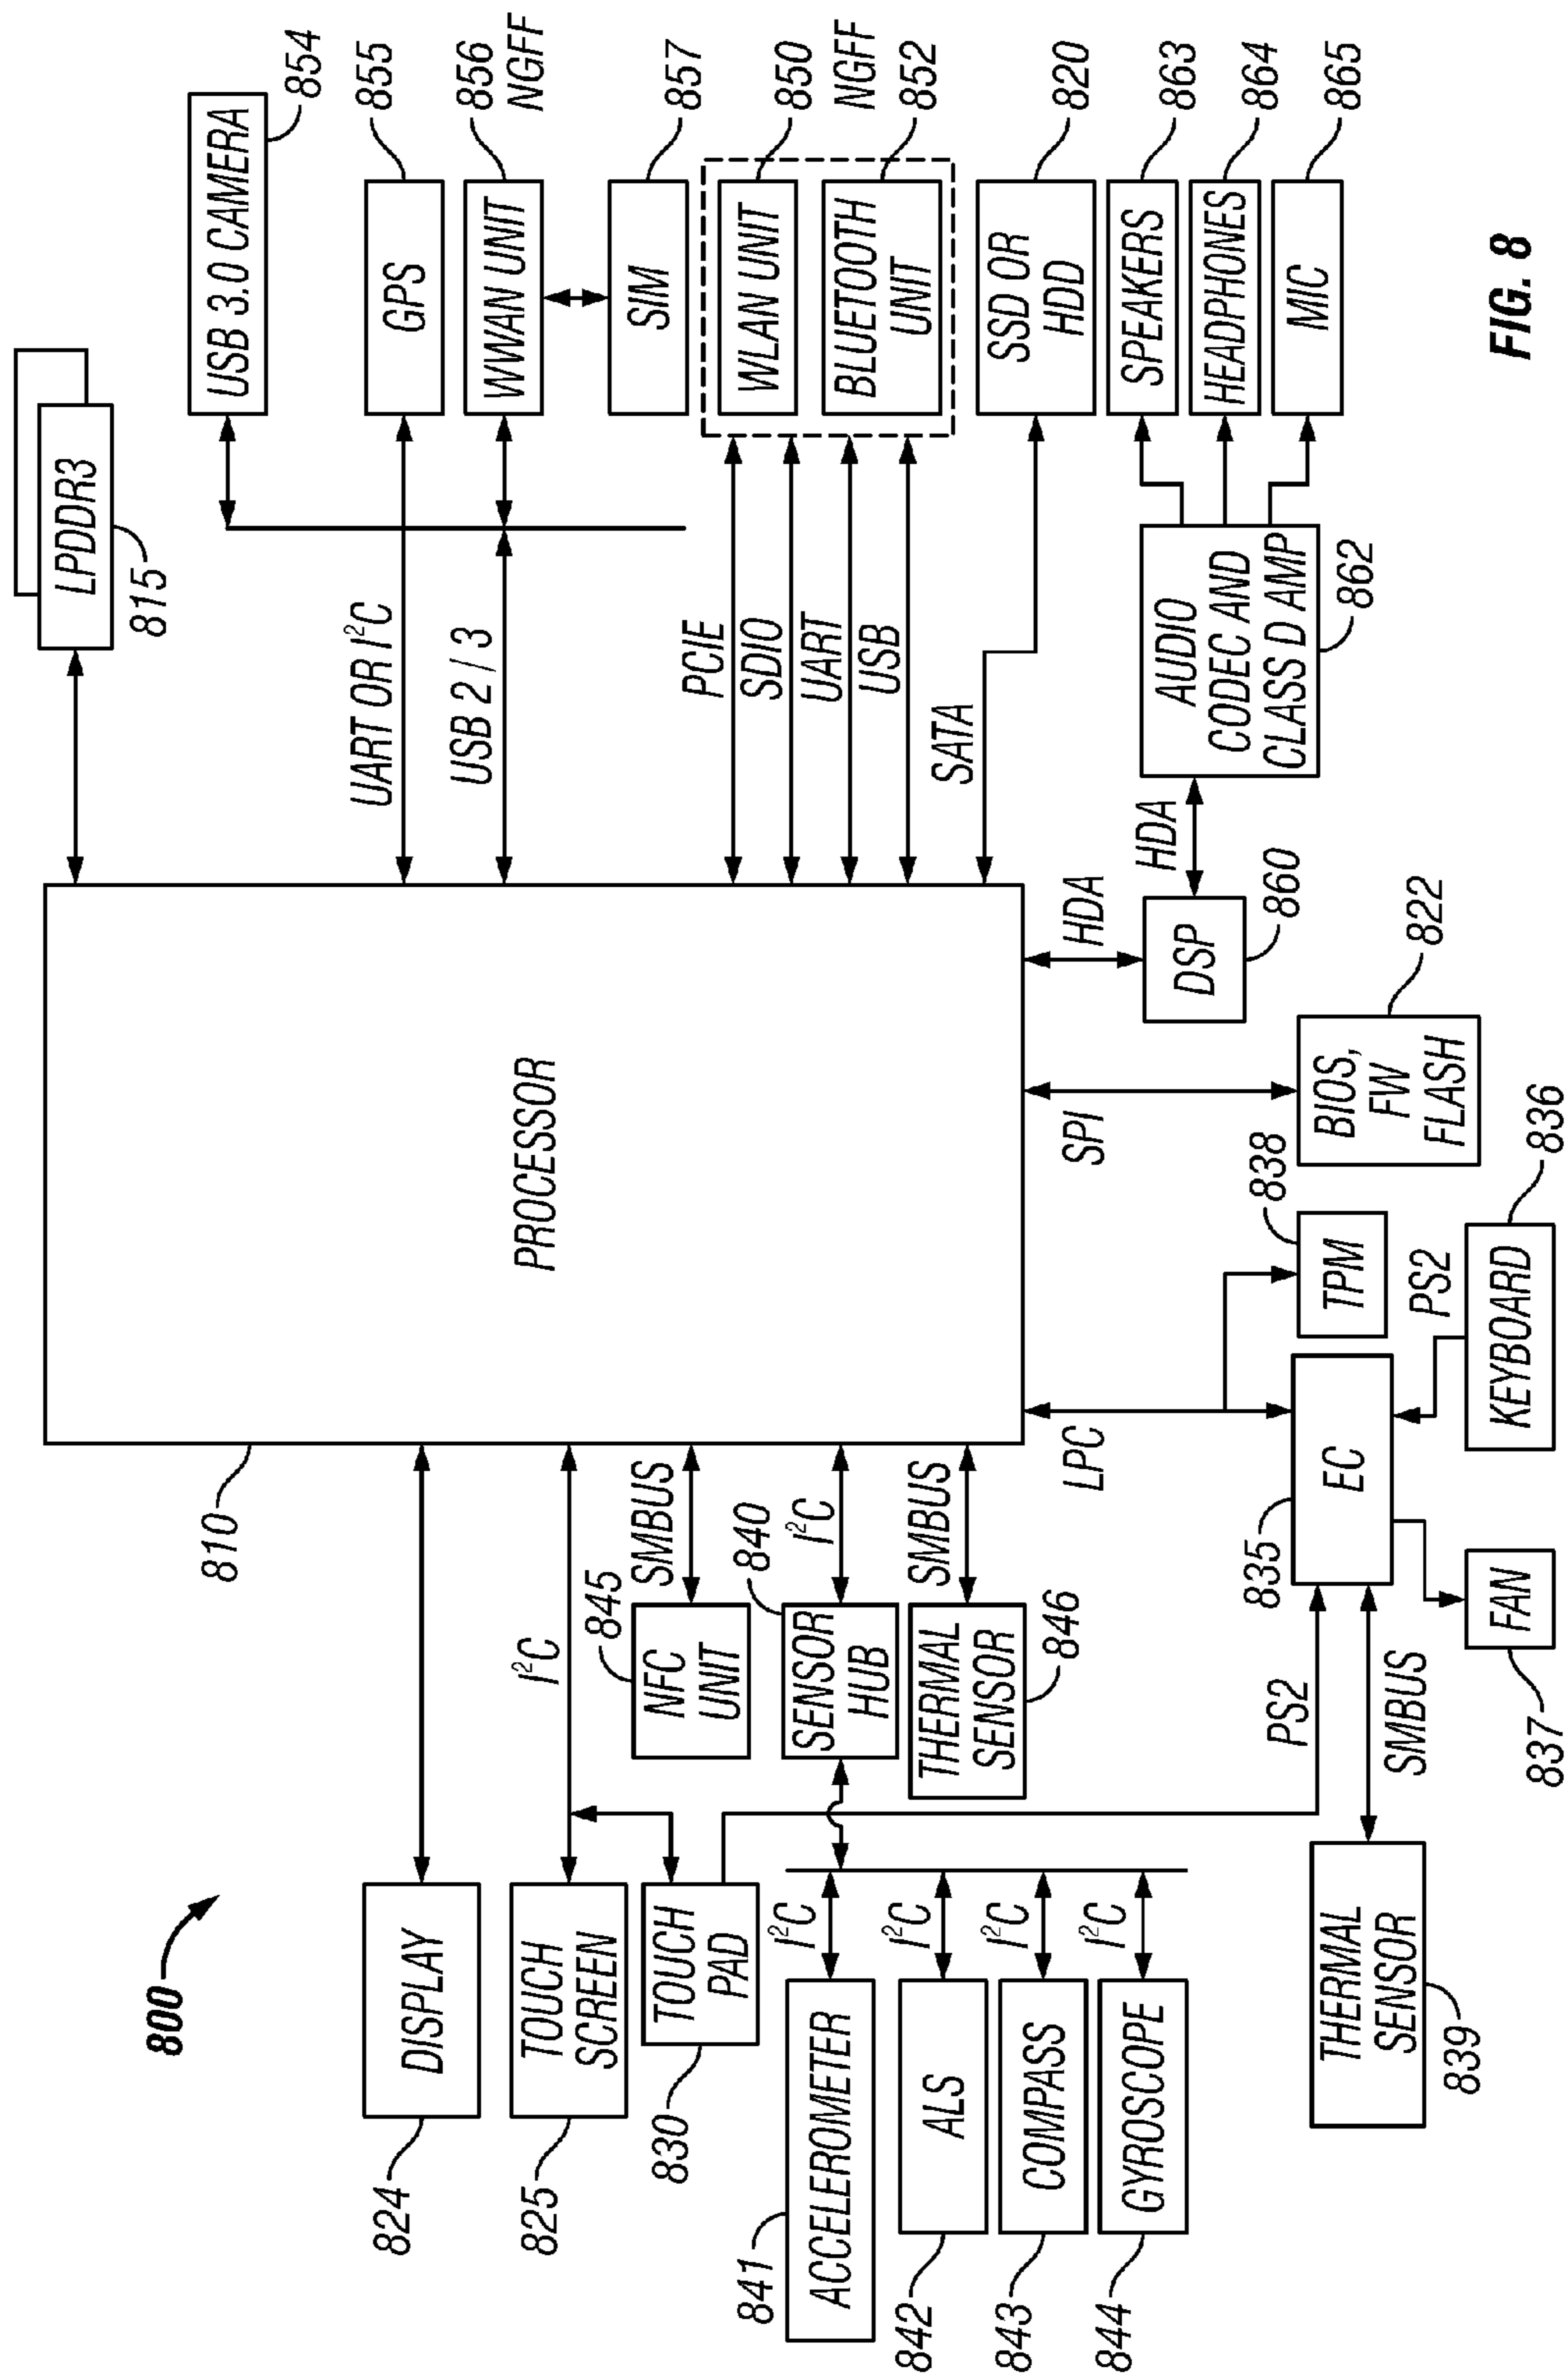 800
810
PROCESSOR
LPDDR3
815
USB 3.0 CAMERA
854
DISPLAY
824
UART OR I²C
GPS
855
USB 2 / 3
WWAN UNIT
856
NGFF
SIM
857
I²C
TOUCH
SCREEN
825
TOUCH
PAD
830
SMBUS
845
NFC
UNIT
PCIE
SDIO
UART
USB
WLAN UNIT
850
NGFF
BLUETOOTH
UNIT
852
840
I²C
SENSOR
HUB
SMBUS
THERMAL
SENSOR
846
SATA
SSD OR
HDD
820
I²C
ACCELEROMETER
841
I²C
ALS
842
I²C
COMPASS
843
I²C
GYROSCOPE
844
LPC
SPI
HDA
DSP
860
HDA
AUDIO
CODEC AND
CLASS D AMP
862
SPEAKERS
863
HEADPHONES
864
MIC
865
PS2
835
EC
838
TPM
BIOS,
FW
FLASH
822
SMBUS
THERMAL
SENSOR
839
FAN
837
PS2
KEYBOARD
836
FIG. 8